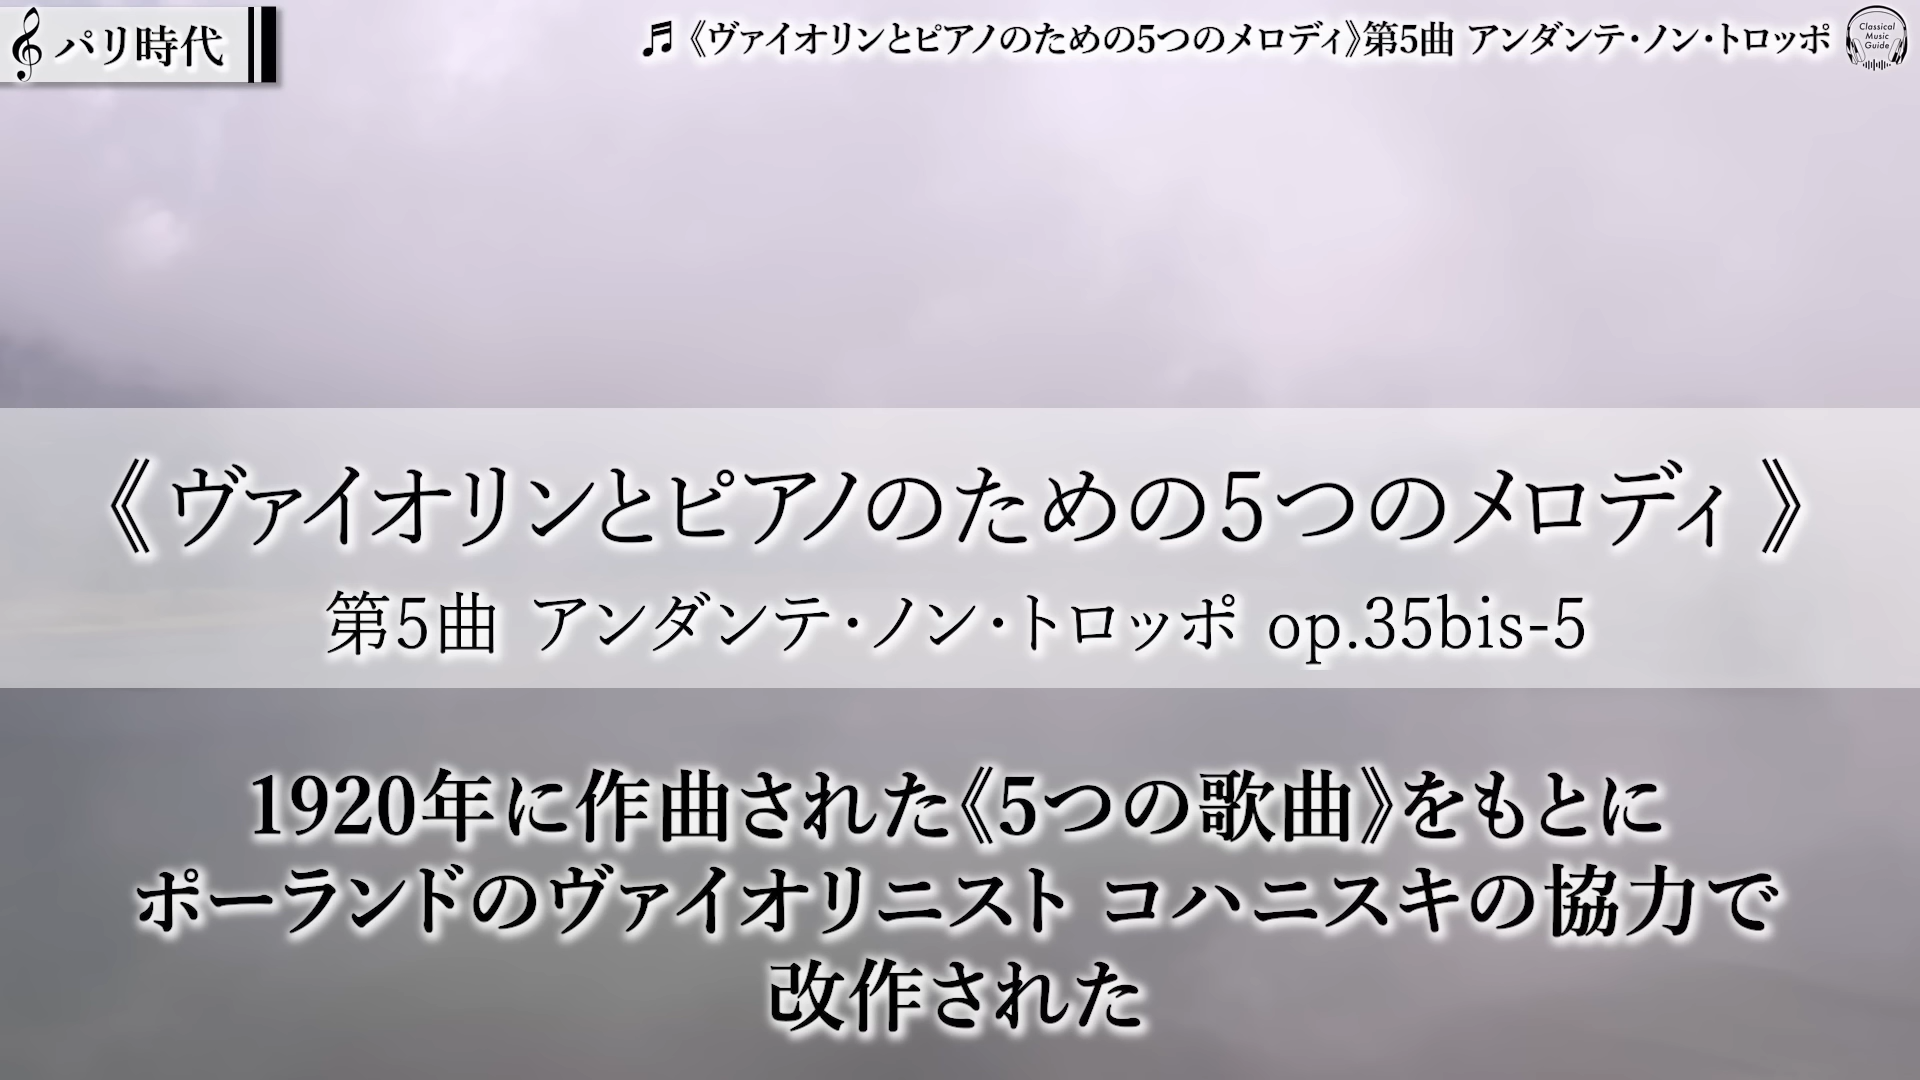 パリ時代
♬《ヴァイオリンとピアノのための5つのメロディ》第5曲 アンダンテ・ノン・トロッポ
Classical
Music
Guide
《ヴァイオリンとピアノのための5つのメロディ》
第5曲 アンダンテ・ノン・トロッポ op.35bis-5
1920年に作曲された《5つの歌曲》をもとに
ポーランドのヴァイオリニスト コハニスキの協力で
改作された